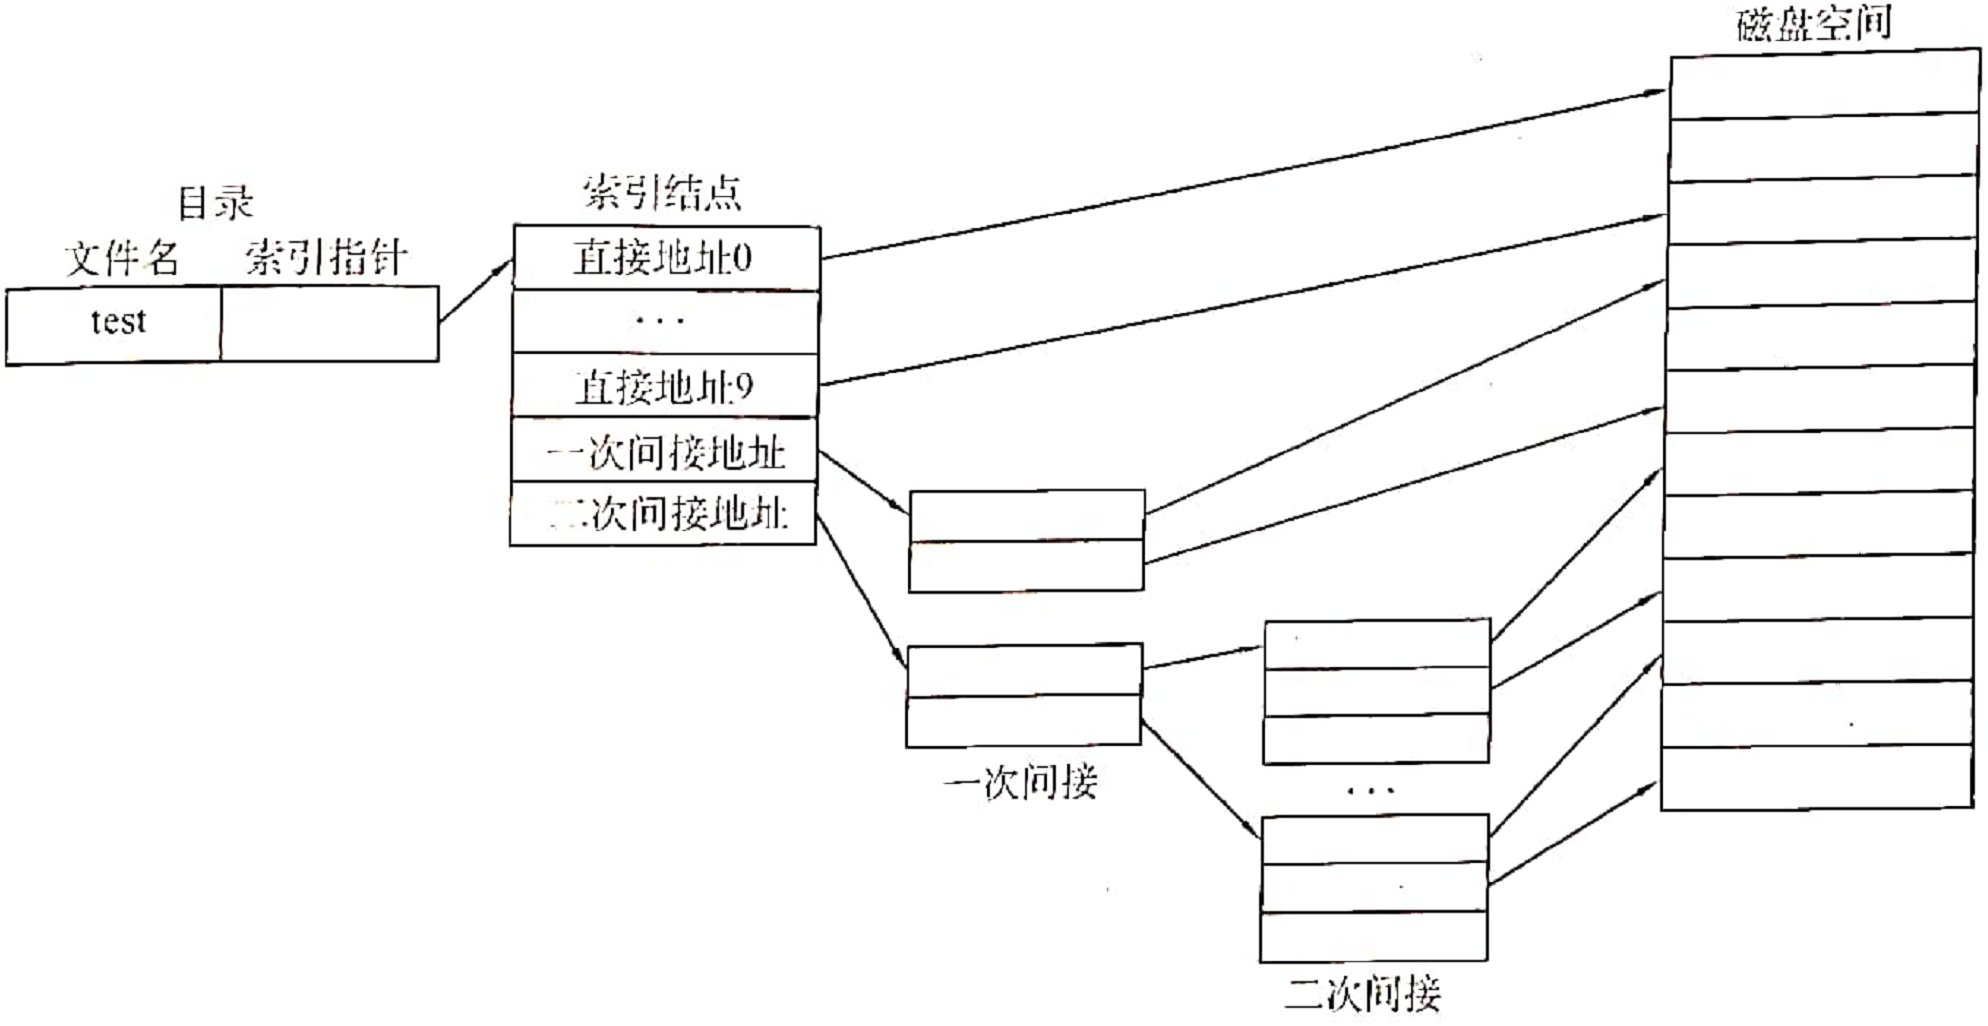 磁盘空间
目录
文件名 索引指针
test
索引结点
直接地址0
...
直接地址9
一次间接地址
二次间接地址
一次间接
...
二次间接